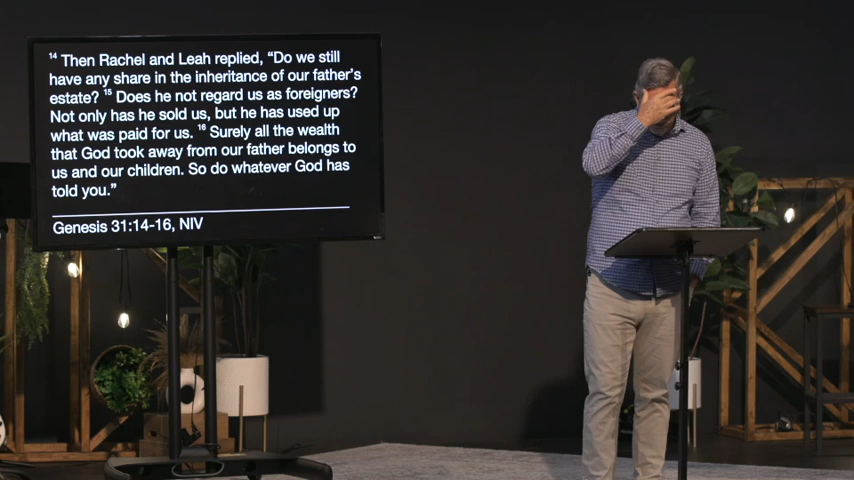 14 Then Rachel and Leah replied, “Do we still
have any share in the inheritance of our father’s
estate? 15 Does he not regard us as foreigners?
Not only has he sold us, but he has used up
what was paid for us. 16 Surely all the wealth
that God took away from our father belongs to
us and our children. So do whatever God has
told you.”
Genesis 31:14-16, NIV